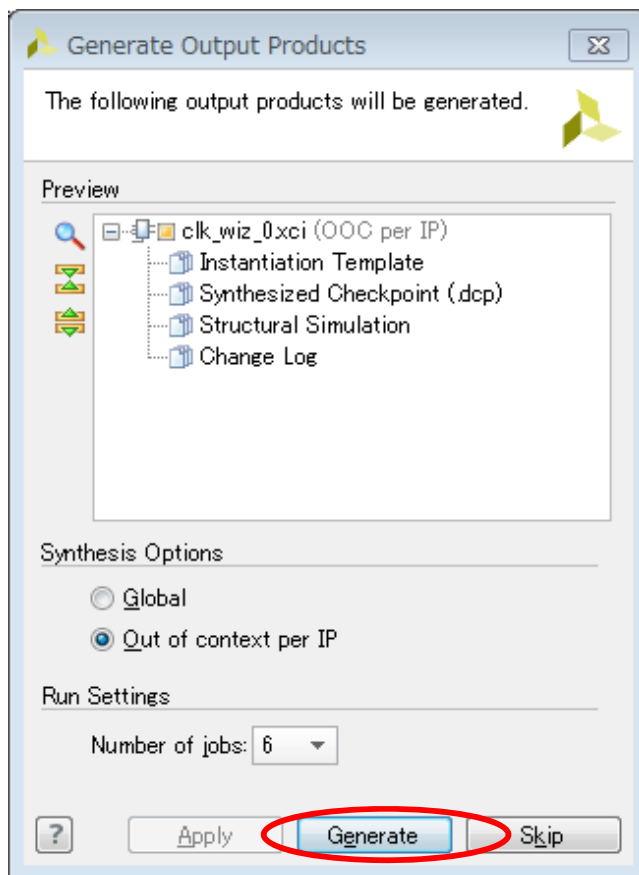 Generate Output Products
The following output products will be generated.
Preview
clk_wiz_0.xci (OOC per IP)
Instantiation Template
Synthesized Checkpoint (.dcp)
Structural Simulation
Change Log
Synthesis Options
Global
Out of context per IP
Run Settings
Number of jobs: 6
? Apply Generate Skip